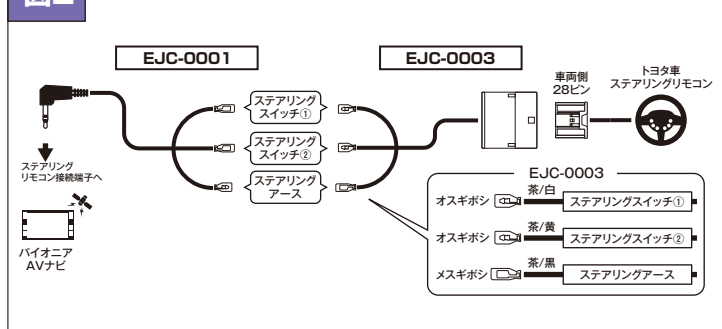 EJC-0001
EJC-0003
ステアリング
スイッチ①
ステアリング
スイッチ②
ステアリング
アース
車両側
28ピン
トヨタ車
ステアリングリモコン
ステアリング
リモコン接続端子へ
パイオニア
AVナビ
EJC-0003
オスギボシ 茶/白 ステアリングスイッチ①
オスギボシ 茶/黄 ステアリングスイッチ②
メスギボシ 茶/黒 ステアリングアース